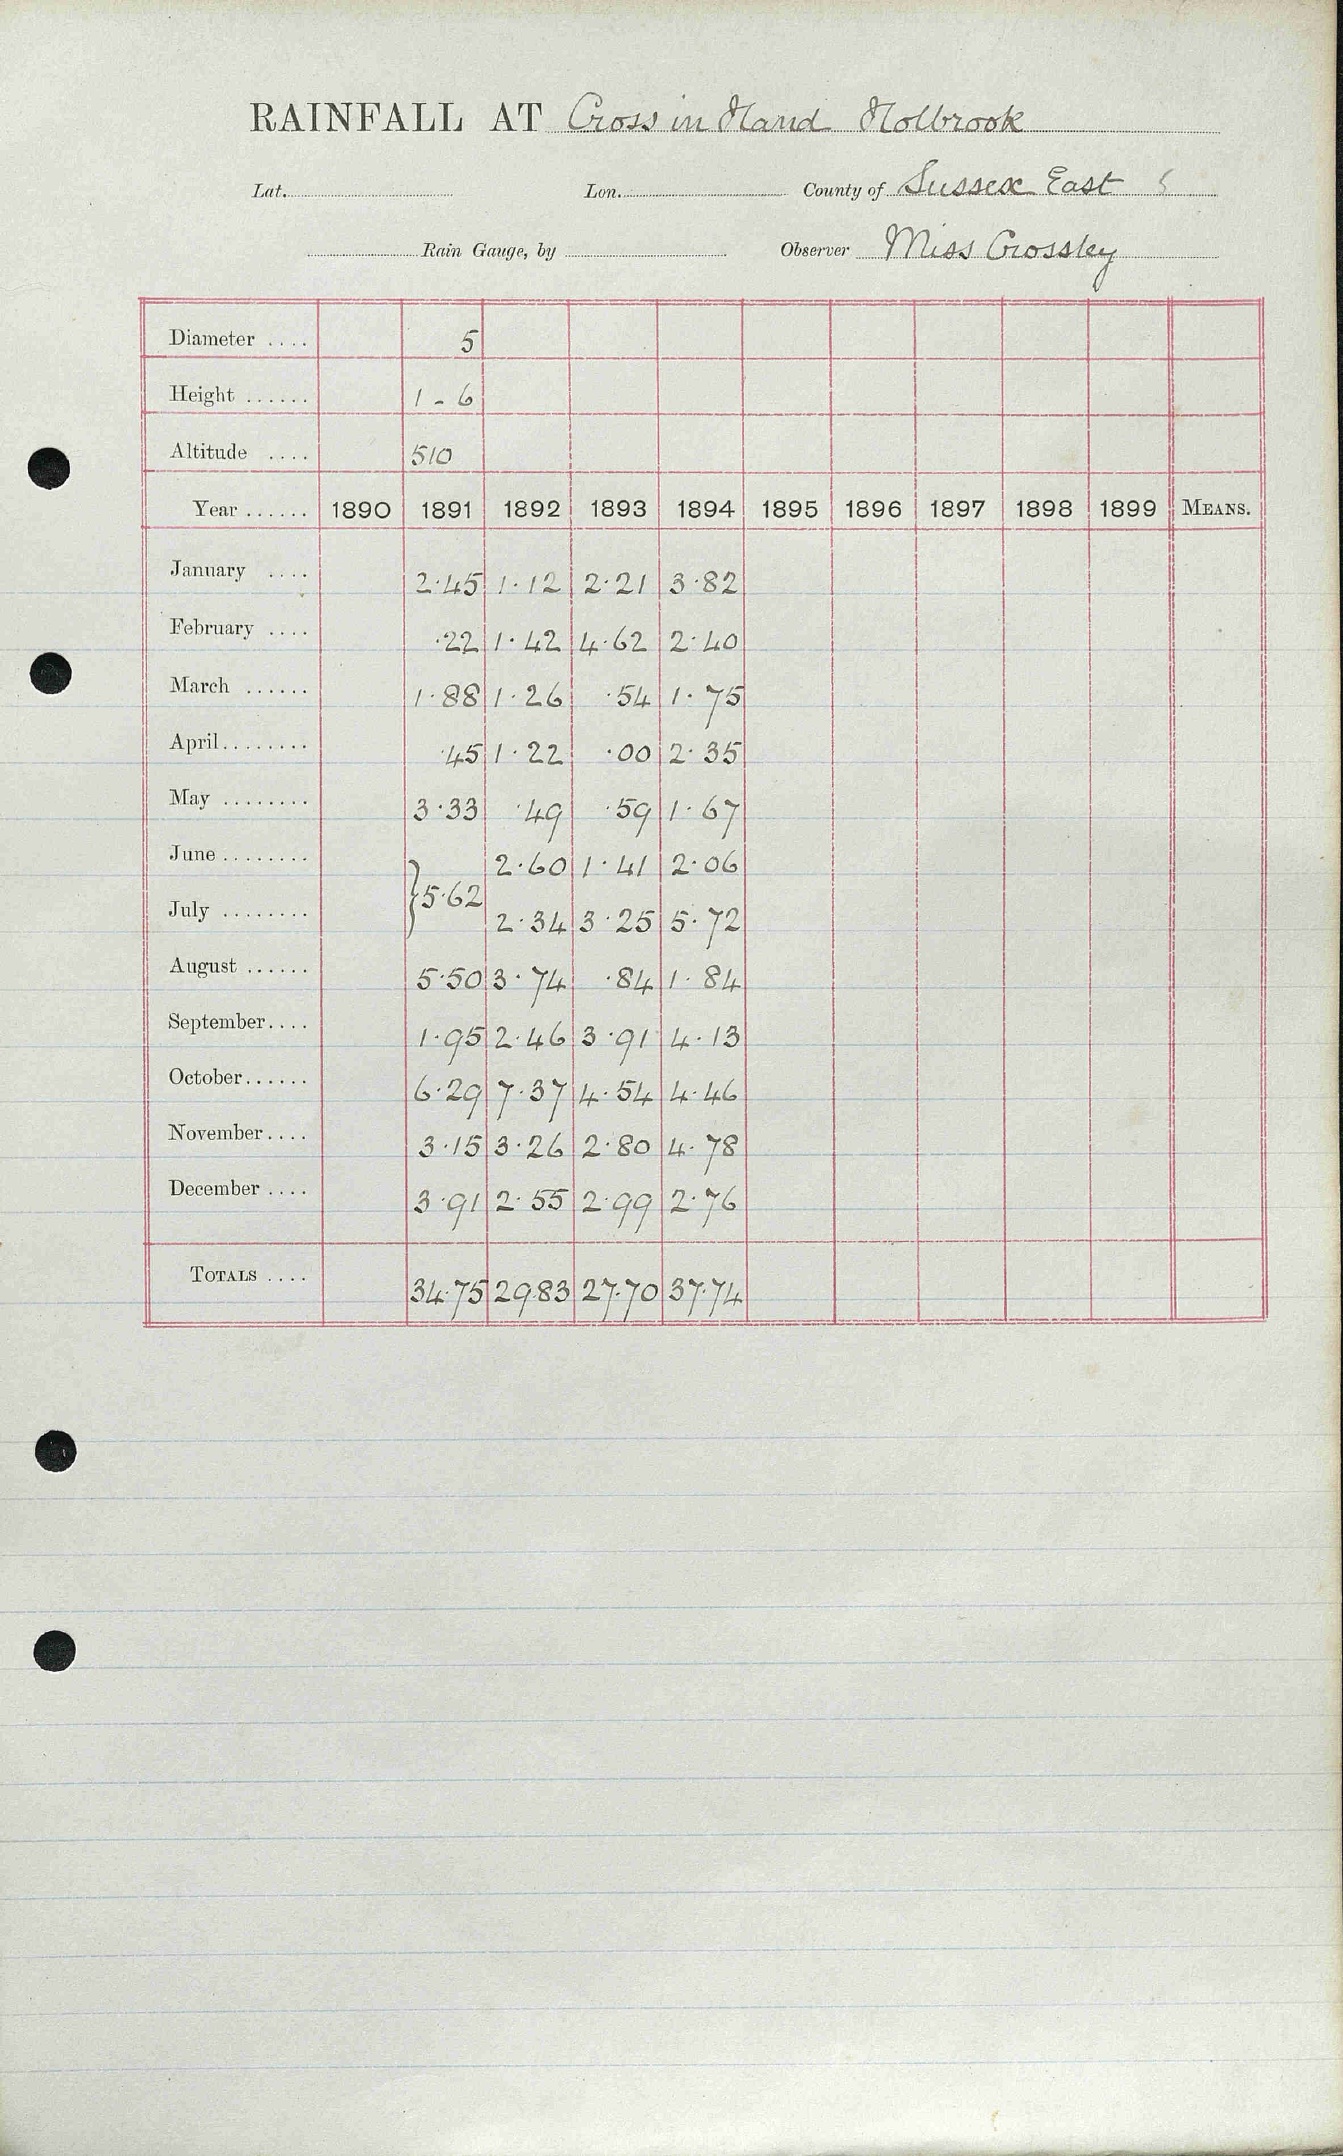 RAINFALL AT Cross in Hand Holbrook
Lat. Lon. County of Sussex East
Rain Gauge, by Observer Miss Crossley
Diameter .... 5
Height ...... 1-6
Altitude .... 510
Year ...... 1890 1891 1892 1893 1894 1895 1896 1897 1898 1899 MEANS.
January .... 2.45 1.12 2.21 3.82
February .... .22 1.42 4.62 2.40
March ...... 1.88 1.26 .54 1.75
April ........ .45 1.22 .00 2.35
May ........ 3.33 .49 .59 1.67
June ........ 2.60 1.41 2.06
} 5.62
July ........ 2.34 3.25 5.72
August ...... 5.50 3.74 .84 1.84
September .... 1.95 2.46 3.91 4.13
October ...... 6.29 7.37 4.54 4.46
November .... 3.15 3.26 2.80 4.78
December .... 3.91 2.55 2.99 2.76
TOTALS .... 34.75 29.83 27.70 37.74